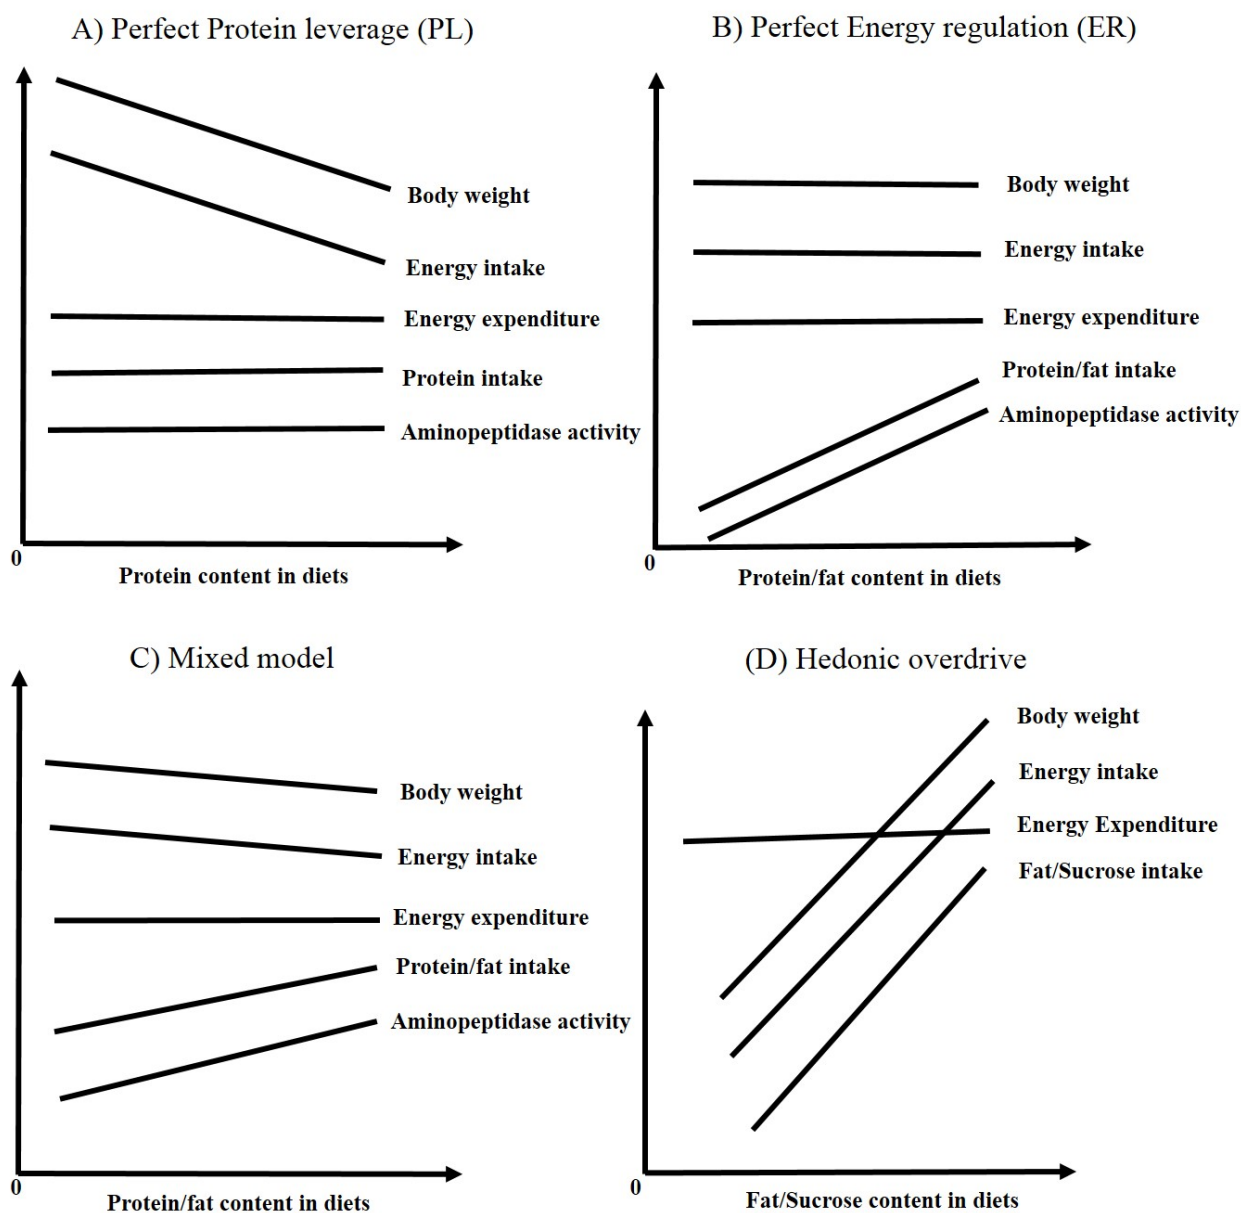 A) Perfect Protein leverage (PL)
Body weight
Energy intake
Energy expenditure
Protein intake
Aminopeptidase activity
0
Protein content in diets
B) Perfect Energy regulation (ER)
Body weight
Energy intake
Energy expenditure
Protein/fat intake
Aminopeptidase activity
0
Protein/fat content in diets
C) Mixed model
Body weight
Energy intake
Energy expenditure
Protein/fat intake
Aminopeptidase activity
0
Protein/fat content in diets
(D) Hedonic overdrive
Body weight
Energy intake
Energy Expenditure
Fat/Sucrose intake
0
Fat/Sucrose content in diets